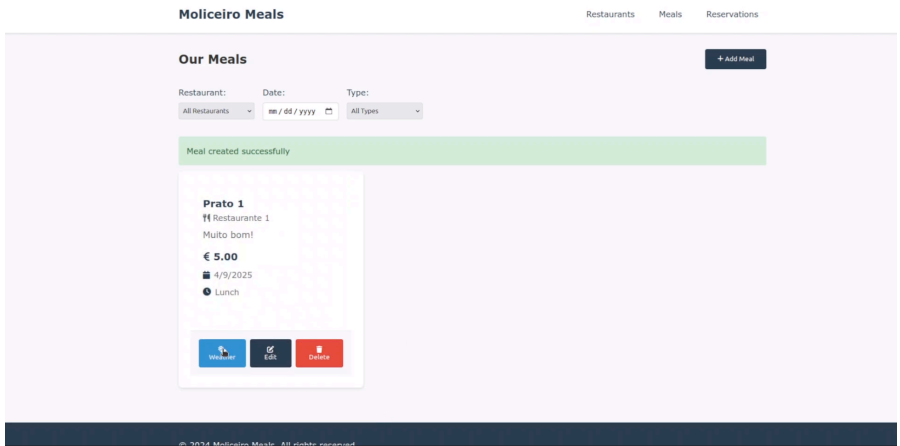 Moliceiro Meals
Restaurants Meals Reservations
Our Meals
+ Add Meal
Restaurant: Date: Type:
All Restaurants mm/dd/yyyy All Types
Meal created successfully
Prato 1
Restaurante 1
Muito bom!
€ 5.00
4/9/2025
Lunch
Weather Edit Delete
© 2024 Moliceiro Meals. All rights reserved.